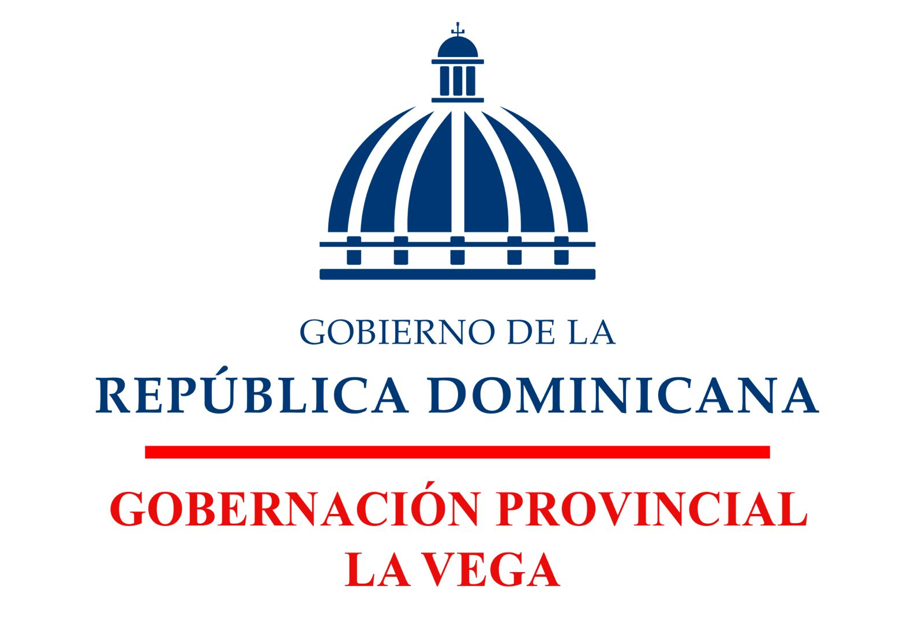 GOBIERNO DE LA
REPÚBLICA DOMINICANA
GOBERNACIÓN PROVINCIAL
LA VEGA